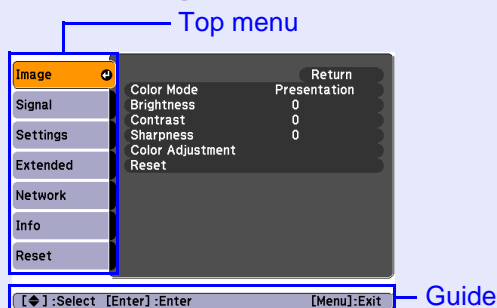 Top menu
Image
Signal
Settings
Extended
Network
Info
Reset
Return
Color Mode Presentation
Brightness 0
Contrast 0
Sharpness 0
Color Adjustment
Reset
[◆]:Select [Enter]:Enter [Menu]:Exit
Guide